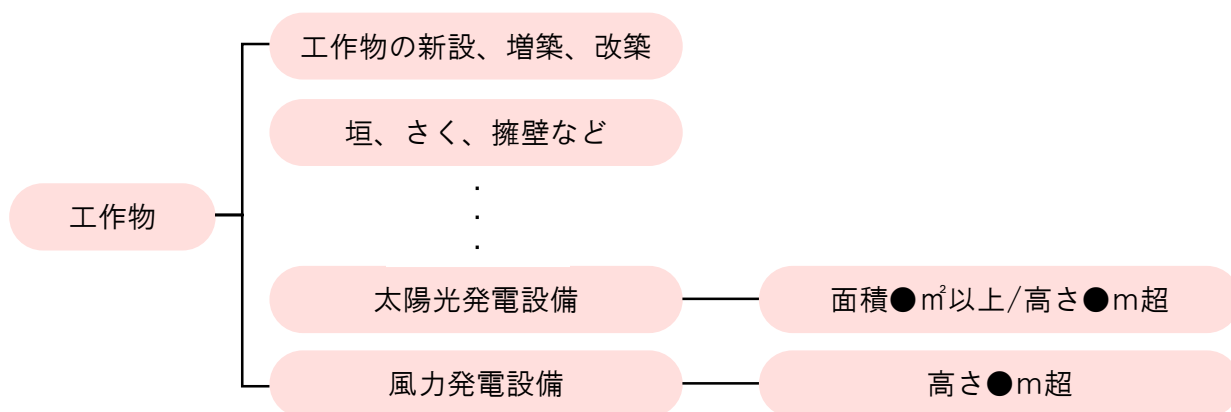 工作物の新設、増築、改築
垣、さく、擁壁など
・
・
・
工作物
太陽光発電設備
面積●㎡以上/高さ●m超
風力発電設備
高さ●m超